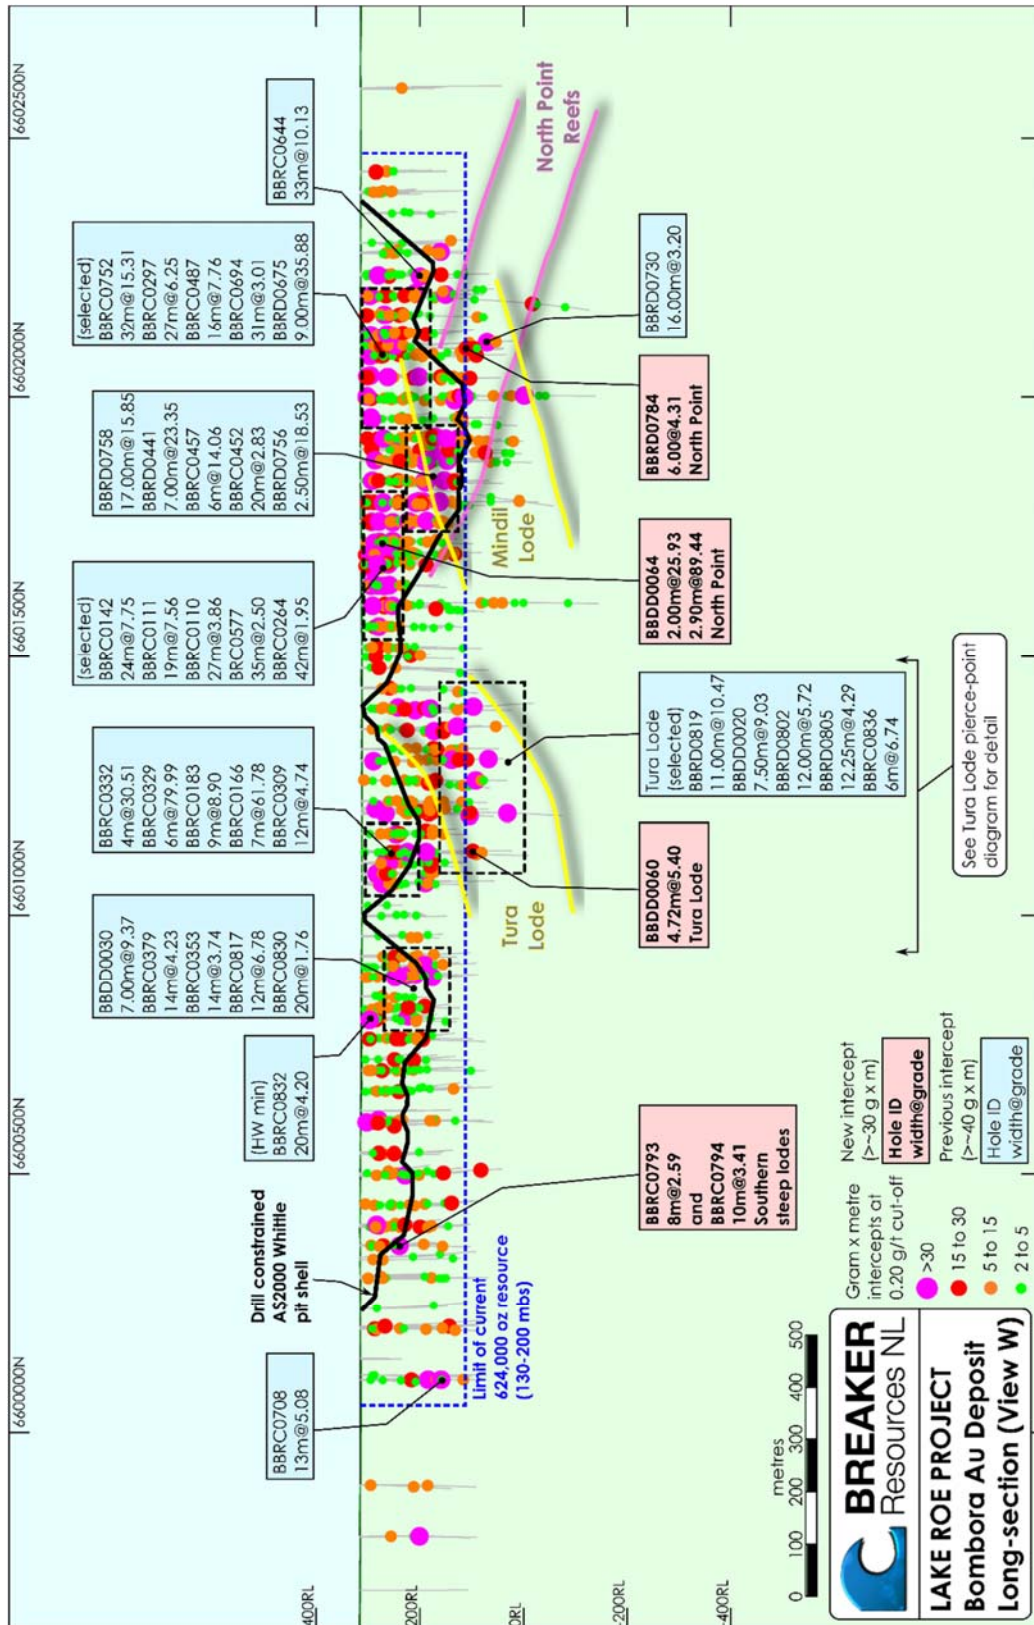 6600000N
6600500N
6601000N
6601500N
6602000N
6602500N
BBRC0708
13m@5.08
Drill constrained
AS2000 Whittle
pit shell
(HW min)
BBRC0832
20m@4.20
BBDD0030
7.00m@9.37
BBRC0379
14m@4.23
BBRC0353
14m@3.74
BBRC0817
12m@6.78
BBRC0830
20m@1.76
BBRC0332
4m@30.51
BBRC0329
6m@79.99
BBRC0183
9m@8.90
BBRC0166
7m@61.78
BBRC0309
12m@4.74
(selected)
BBRC0142
24m@7.75
BBRC0111
19m@7.56
BBRC0110
27m@3.86
BRC0577
35m@2.50
BBRC0264
42m@1.95
BBRD0758
17.00m@15.85
BBRD0441
7.00m@23.35
BBRC0457
6m@14.06
BBRC0452
20m@2.83
BBRD0756
2.50m@18.53
(selected)
BBRC0752
32m@15.31
BBRC0297
27m@6.25
BBRC0487
16m@7.76
BBRC0694
31m@3.01
BBRD0675
9.00m@35.88
BBRC0644
33m@10.13
400RL
200RL
0RL
-200RL
-400RL
Limit of current
624,000 oz resource
(130-200 mbs)
Tura
Lode
Mindil
Lode
North Point
Reefs
BBRC0793
8m@2.59
and
BBRC0794
10m@3.41
Southern
steep lodes
BBDD0060
4.72m@5.40
Tura Lode
Tura Lode
(selected)
BBRD0819
11.00m@10.47
BBDD0020
7.50m@9.03
BBRD0802
12.00m@5.72
BBRD0805
12.25m@4.29
BBRC0836
6m@6.74
BBDD0064
2.00m@25.93
2.90m@89.44
North Point
BBRD0784
6.00@4.31
North Point
BBRD0730
16.00m@3.20
See Tura Lode pierce-point
diagram for detail
metres
0 100 200 300 400 500
BREAKER
Resources NL
LAKE ROE PROJECT
Bombora Au Deposit
Long-section (View W)
Gram x metre
intercepts at
0.20 g/t cut-off
>30
15 to 30
5 to 15
2 to 5
New intercept
(>~30 g x m)
Hole ID
width@grade
Previous intercept
(>~40 g x m)
Hole ID
width@grade